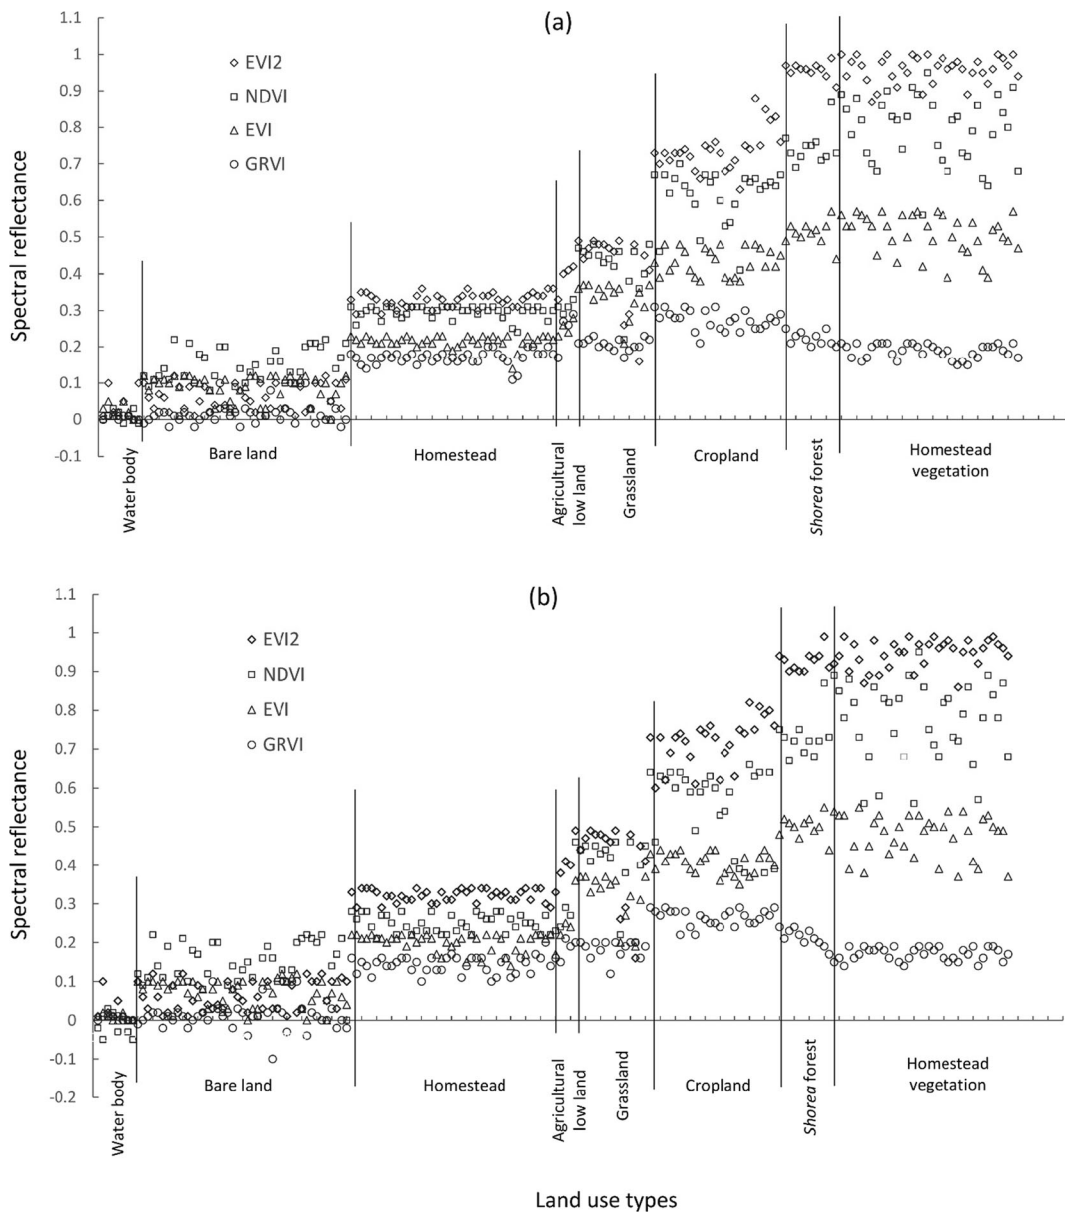 (a)
1.1
1
0.9
0.8
0.7
0.6
0.5
0.4
0.3
0.2
0.1
0
-0.1
Spectral reflectance
EVI2
NDVI
EVI
GRVI
Water body
Bare land
Homestead
Agricultural
low land
Grassland
Cropland
Shorea forest
Homestead
vegetation
(b)
1.1
1
0.9
0.8
0.7
0.6
0.5
0.4
0.3
0.2
0.1
0
-0.1
-0.2
Spectral reflectance
EVI2
NDVI
EVI
GRVI
Water body
Bare land
Homestead
Agricultural
low land
Grassland
Cropland
Shorea forest
Homestead
vegetation
Land use types